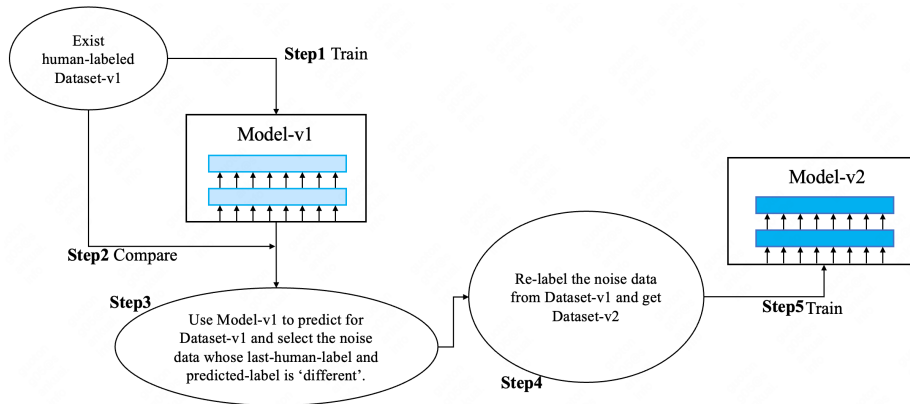 Exist
human-labeled
Dataset-v1
Step1 Train
Model-v1
Step2 Compare
Step3
Use Model-v1 to predict for
Dataset-v1 and select the noise
data whose last-human-label and
predicted-label is ‘different’.
Re-label the noise data
from Dataset-v1 and get
Dataset-v2
Step4
Model-v2
Step5 Train